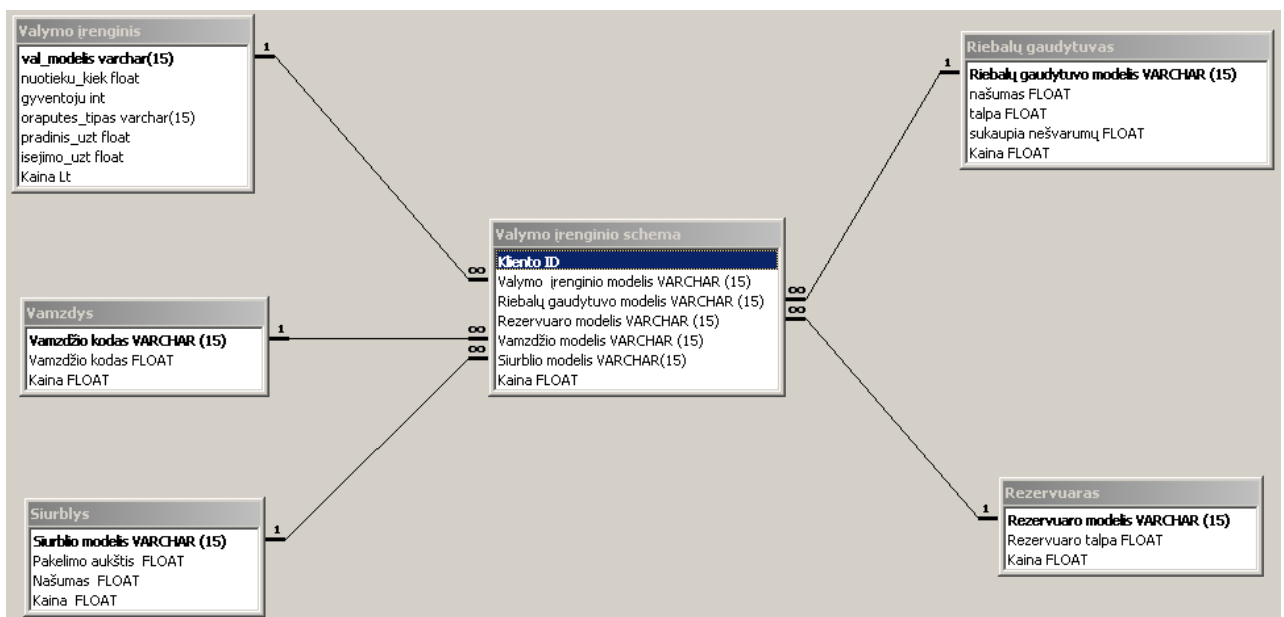 Valymo įrenginis
val_modelis varchar(15)
nuotieku_kiek float
gyventoju int
oraputes_tipas varchar(15)
pradinis_uzt float
isejimo_uzt float
Kaina Lt
1
Riebalų gaudytuvas
Riebalų gaudytuvo modelis VARCHAR (15)
našumas FLOAT
talpa FLOAT
sukaupia nešvarumų FLOAT
Kaina FLOAT
1
Valymo įrenginio schema
Kliento ID
Valymo įrenginio modelis VARCHAR (15)
Riebalų gaudytuvo modelis VARCHAR (15)
Rezervuaro modelis VARCHAR (15)
Vamzdžio modelis VARCHAR (15)
Siurblio modelis VARCHAR(15)
Kaina FLOAT
∞
∞
∞
∞
∞
Vamzdys
Vamzdžio kodas VARCHAR (15)
Vamzdžio kodas FLOAT
Kaina FLOAT
1
Siurblys
Siurblio modelis VARCHAR (15)
Pakelimo aukštis FLOAT
Našumas FLOAT
Kaina FLOAT
1
Rezervuaras
Rezervuaro modelis VARCHAR (15)
Rezervuaro talpa FLOAT
Kaina FLOAT
1